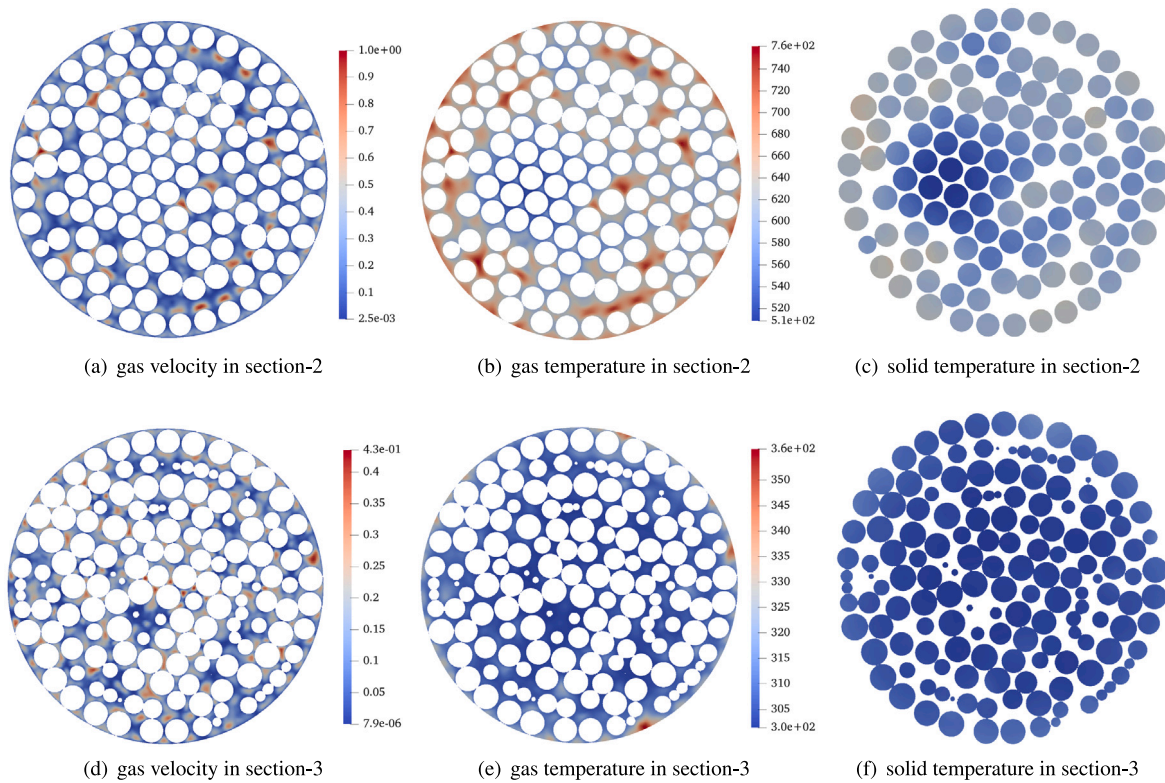 1.0e+00
0.9
0.8
0.7
0.6
0.5
0.4
0.3
0.2
0.1
2.5e-03
7.6e+02
740
720
700
680
660
640
620
600
580
560
540
520
5.1e+02
(a) gas velocity in section-2
(b) gas temperature in section-2
(c) solid temperature in section-2
4.3e-01
0.4
0.35
0.3
0.25
0.2
0.15
0.1
0.05
7.9e-06
3.6e+02
350
345
340
335
330
325
320
315
310
305
3.0e+02
(d) gas velocity in section-3
(e) gas temperature in section-3
(f) solid temperature in section-3